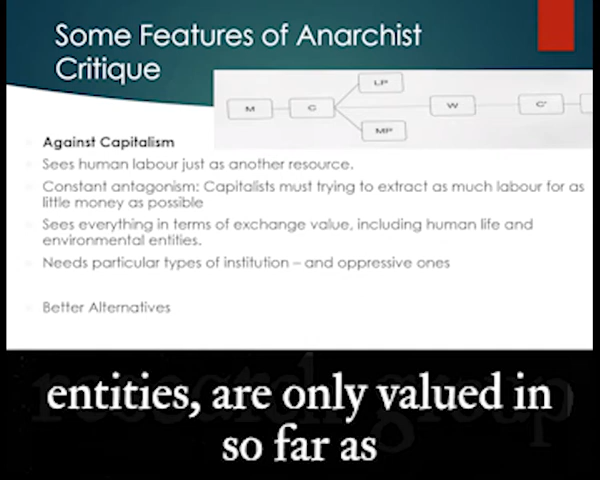 Some Features of Anarchist
Critique
LP
M
C
W
C'
MP
Against Capitalism
Sees human labour just as another resource.
Constant antagonism: Capitalists must trying to extract as much labour for as
little money as possible
Sees everything in terms of exchange value, including human life and
environmental entities.
Needs particular types of institution – and oppressive ones
Better Alternatives
entities, are only valued in
so far as
research group